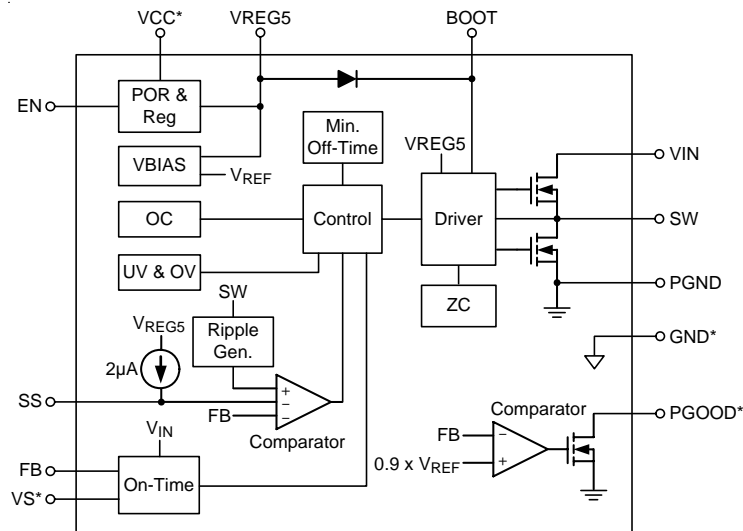 VCC*
VREG5
BOOT
EN
POR &
Reg
Min.
Off-Time
VREG5
VIN
VBIAS
VREF
OC
Control
Driver
SW
UV & OV
SW
ZC
PGND
VREG5
Ripple
Gen.
GND*
2µA
+
−
−
SS
FB
Comparator
Comparator
PGOOD*
VIN
FB
−
+
0.9 x VREF
FB
On-Time
VS*